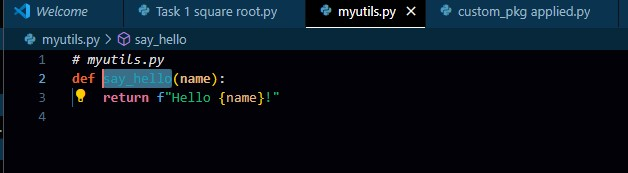 Welcome Task 1 square root.py myutils.py custom_pkg applied.py
myutils.py > say_hello
1 # myutils.py
2 def say_hello(name):
3 return f"Hello {name}!"
4